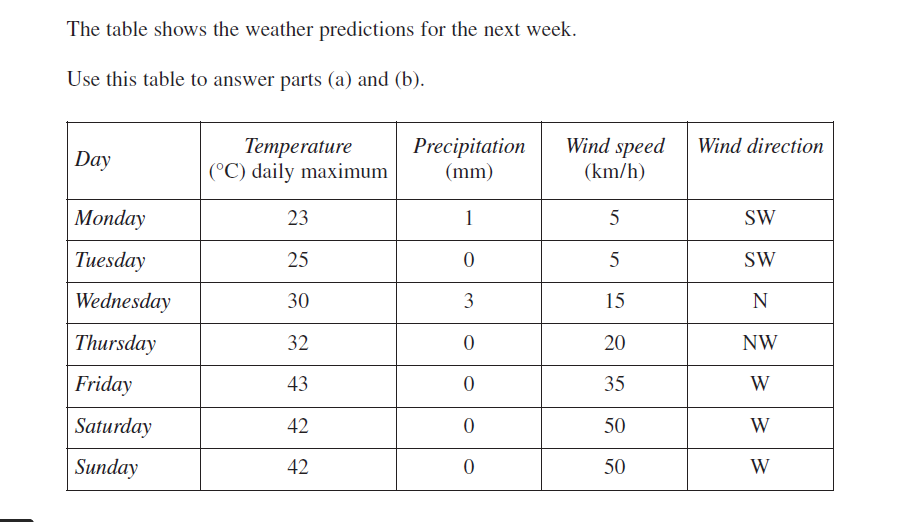 The table shows the weather predictions for the next week.
Use this table to answer parts (a) and (b).
Day Temperature (°C) daily maximum Precipitation (mm) Wind speed (km/h) Wind direction
Monday 23 1 5 SW
Tuesday 25 0 5 SW
Wednesday 30 3 15 N
Thursday 32 0 20 NW
Friday 43 0 35 W
Saturday 42 0 50 W
Sunday 42 0 50 W